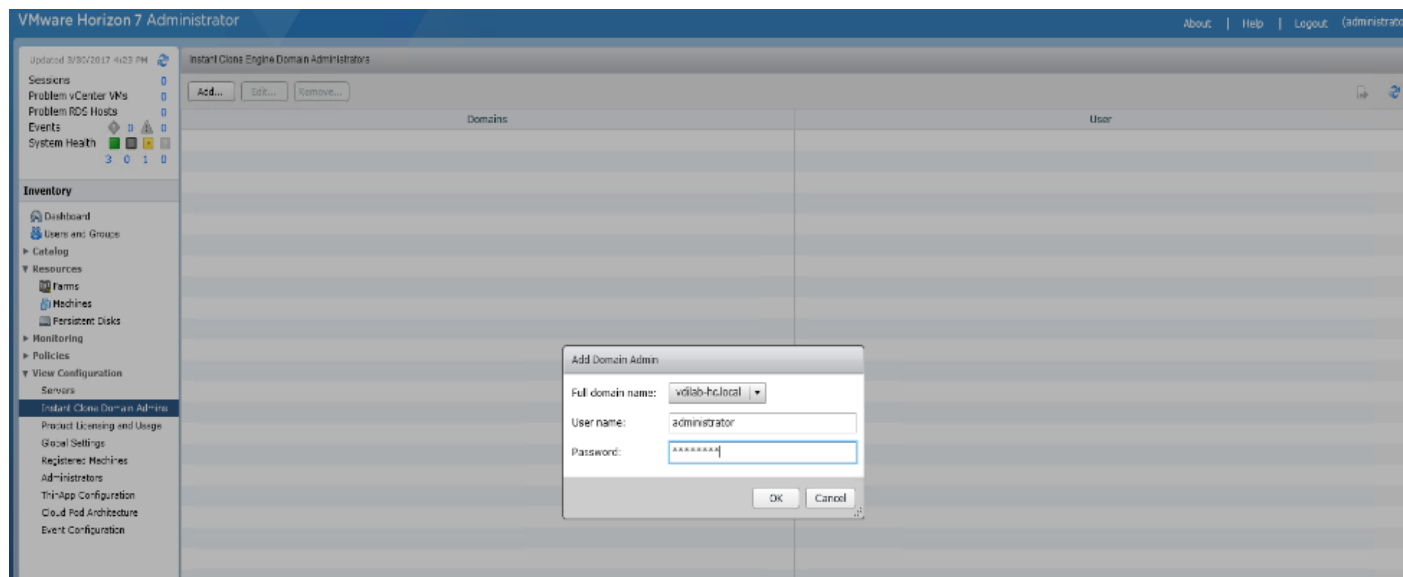 VMware Horizon 7 Administrator
About | Help | Logout (administrato
Updated 3/30/2017 4:23 PM
Sessions 0
Problem vCenter VMs 0
Problem RDS Hosts 0
Events 0 0
System Health
3 0 1 0
Inventory
Dashboard
Users and Groups
Catalog
Resources
Farms
Machines
Persistent Disks
Monitoring
Policies
View Configuration
Servers
Instant Clone Domain Admins
Product Licensing and Usage
Global Settings
Registered Machines
Administrators
ThinApp Configuration
Cloud Pod Architecture
Event Configuration
Instant Clone Engine Domain Administrators
Add... Edit... Remove...
Domains User
Add Domain Admin
Full domain name: vdilab-hc.local
User name: administrator
Password: ********
OK Cancel